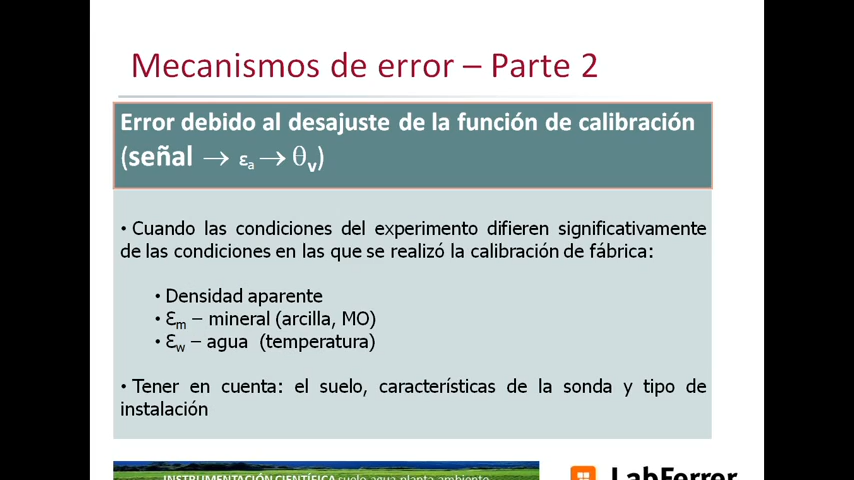 Mecanismos de error – Parte 2
Error debido al desajuste de la función de calibración
(señal → εa → θv)
• Cuando las condiciones del experimento difieren significativamente
de las condiciones en las que se realizó la calibración de fábrica:
• Densidad aparente
• Ɛm – mineral (arcilla, MO)
• Ɛw – agua (temperatura)
• Tener en cuenta: el suelo, características de la sonda y tipo de
instalación
INSTRUMENTACIÓN CIENTÍFICA suelo agua planta ambiente
LabFerrer